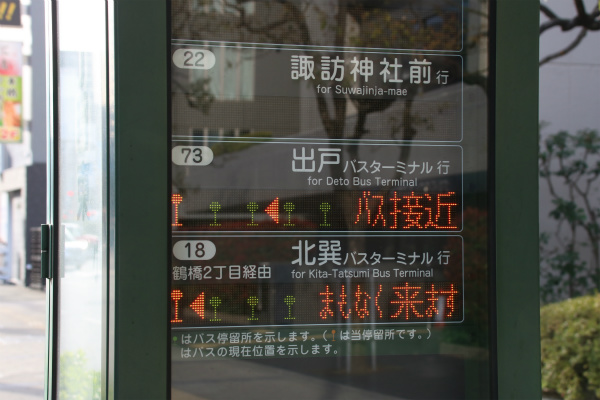 22
諏訪神社前 行
for Suwajinja-mae
73
出戸バスターミナル 行
for Deto Bus Terminal
バス接近
18
北巽バスターミナル 行
鶴橋2丁目経由
for Kita-Tatsumi Bus Terminal
まもなく来ます
はバス停留所を示します。(は当停留所です。)
はバスの現在位置を示します。